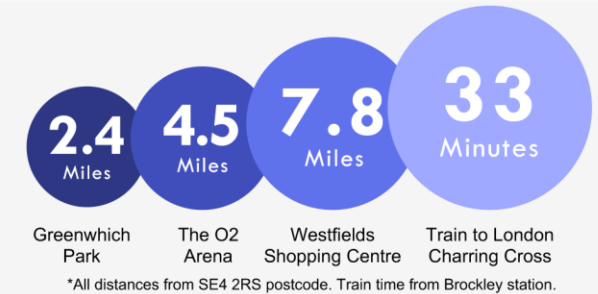 2.4
Miles
4.5
Miles
7.8
Miles
33
Minutes
Greenwhich
Park
The O2
Arena
Westfields
Shopping Centre
Train to London
Charring Cross
*All distances from SE4 2RS postcode. Train time from Brockley station.